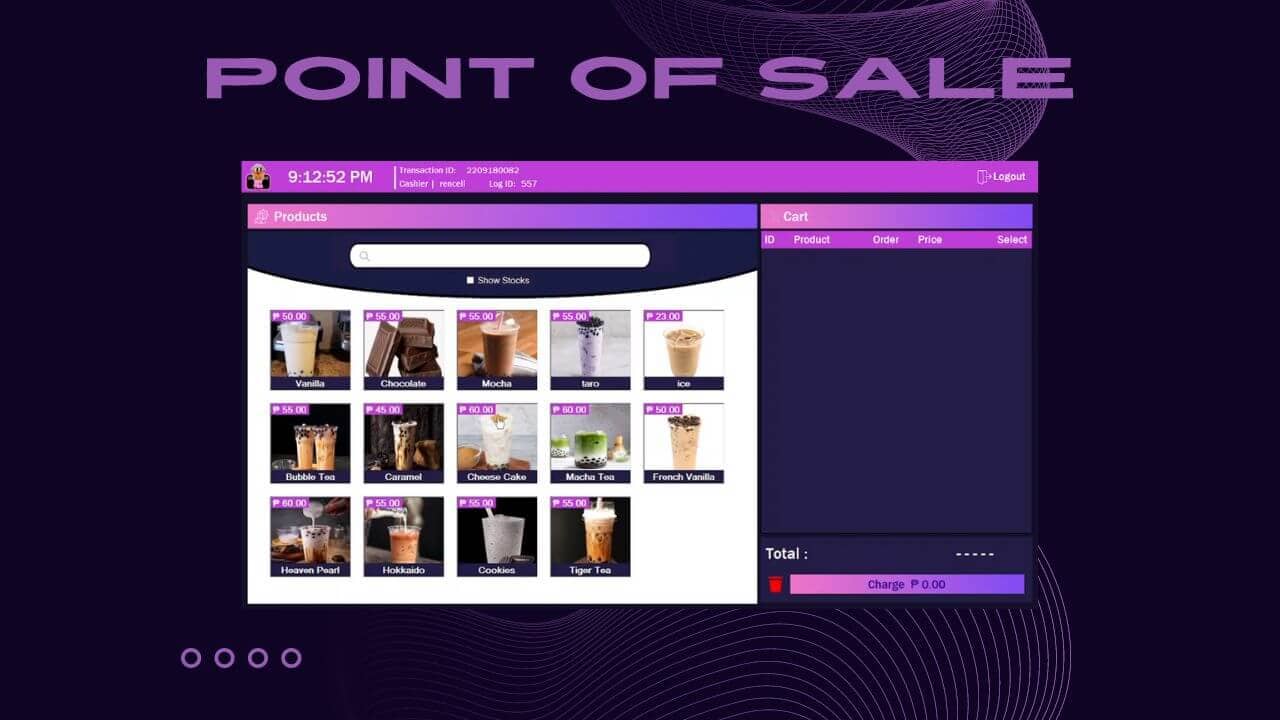 POINT OF SALE
9:12:52 PM
Transaction ID: 2209180082
Cashier | rencell Log ID: 557
Logout
Products
Show Stocks
₱ 50.00 ₱ 55.00 ₱ 55.00 ₱ 55.00 ₱ 23.00
Vanilla Chocolate Mocha taro ice
₱ 55.00 ₱ 45.00 ₱ 60.00 ₱ 60.00 ₱ 50.00
Bubble Tea Caramel Cheese Cake Macha Tea French Vanilla
₱ 60.00 ₱ 55.00 ₱ 55.00 ₱ 55.00
Heaven Pearl Hokkaido Cookies Tiger Tea
Cart
ID Product Order Price Select
Total : -----
Charge ₱ 0.00